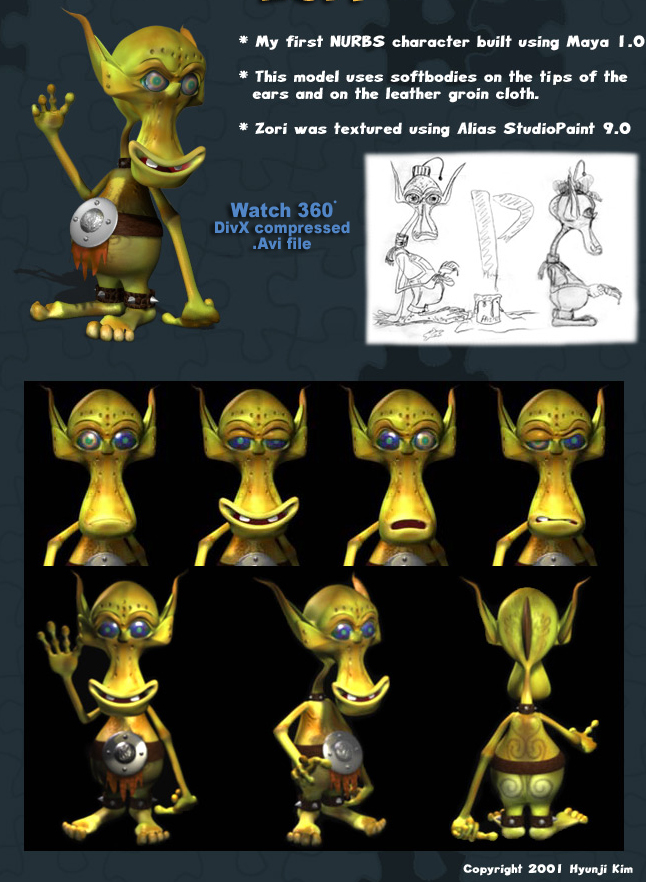 * My first NURBS character built using Maya 1.0
* This model uses softbodies on the tips of the
ears and on the leather groin cloth.
* Zori was textured using Alias StudioPaint 9.0
Watch 360°
DivX compressed
.Avi file
Copyright 2001 Hyunji Kim